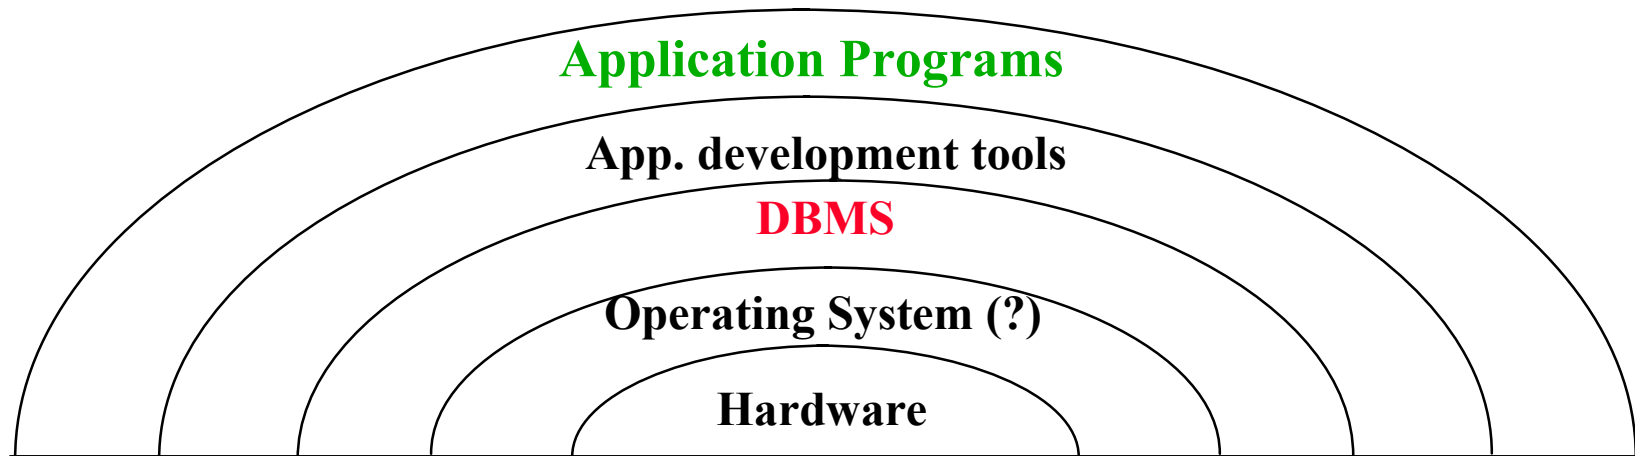 Application Programs
App. development tools
DBMS
Operating System (?)
Hardware